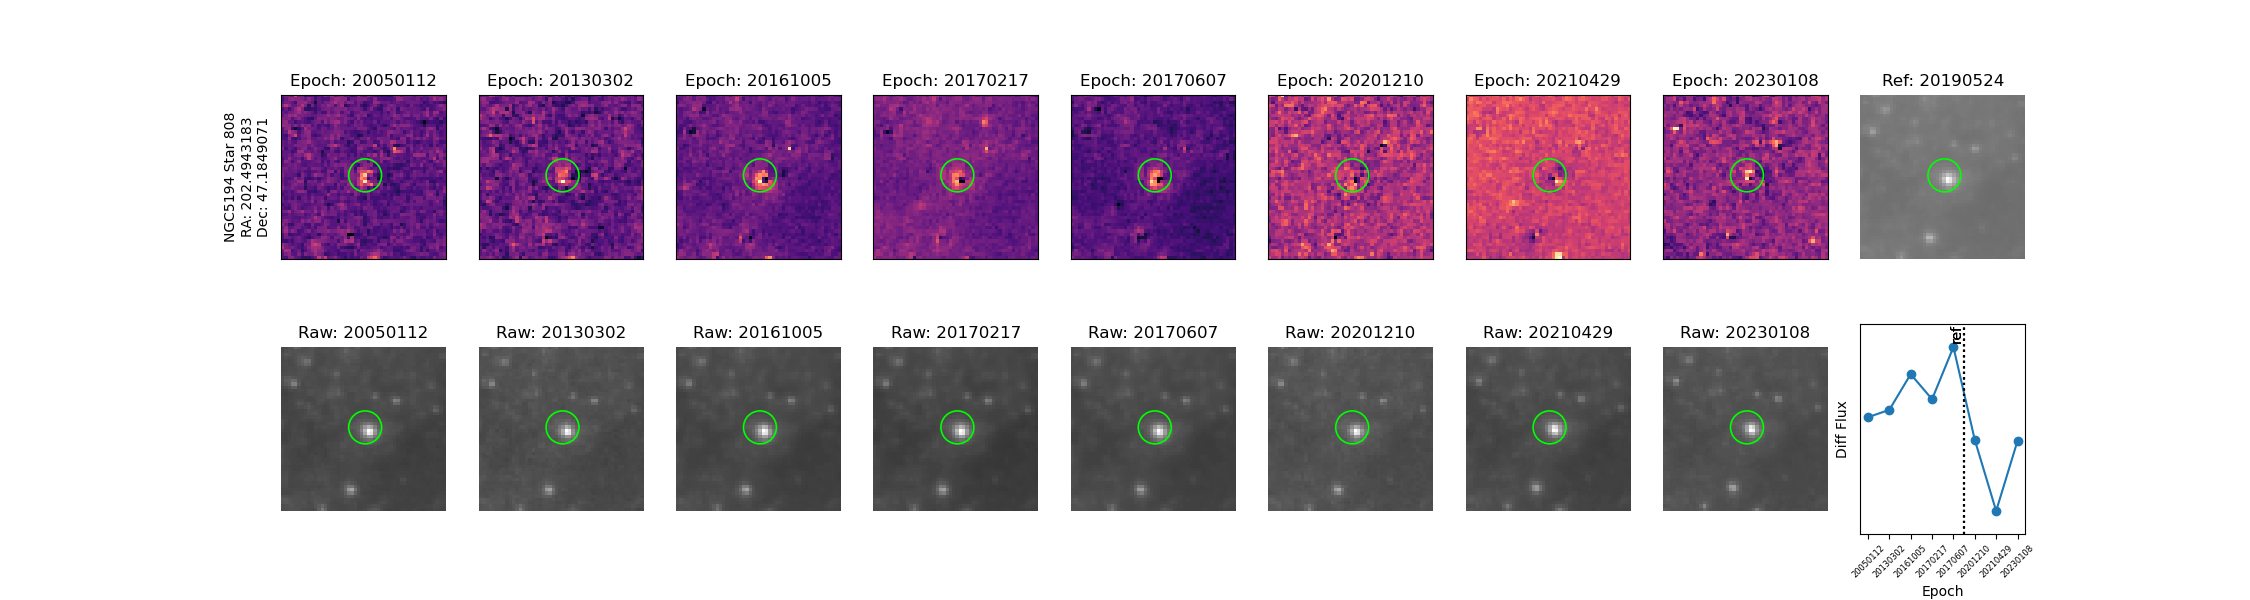 NGC5194 Star 808
RA: 202.4943183
Dec: 47.1849071
Epoch: 20050112
Epoch: 20130302
Epoch: 20161005
Epoch: 20170217
Epoch: 20170607
Epoch: 20201210
Epoch: 20210429
Epoch: 20230108
Ref: 20190524
Raw: 20050112
Raw: 20130302
Raw: 20161005
Raw: 20170217
Raw: 20170607
Raw: 20201210
Raw: 20210429
Raw: 20230108
ref
Diff Flux
20050112
20130302
20161005
20170217
20170607
20201210
20210429
20230108
Epoch